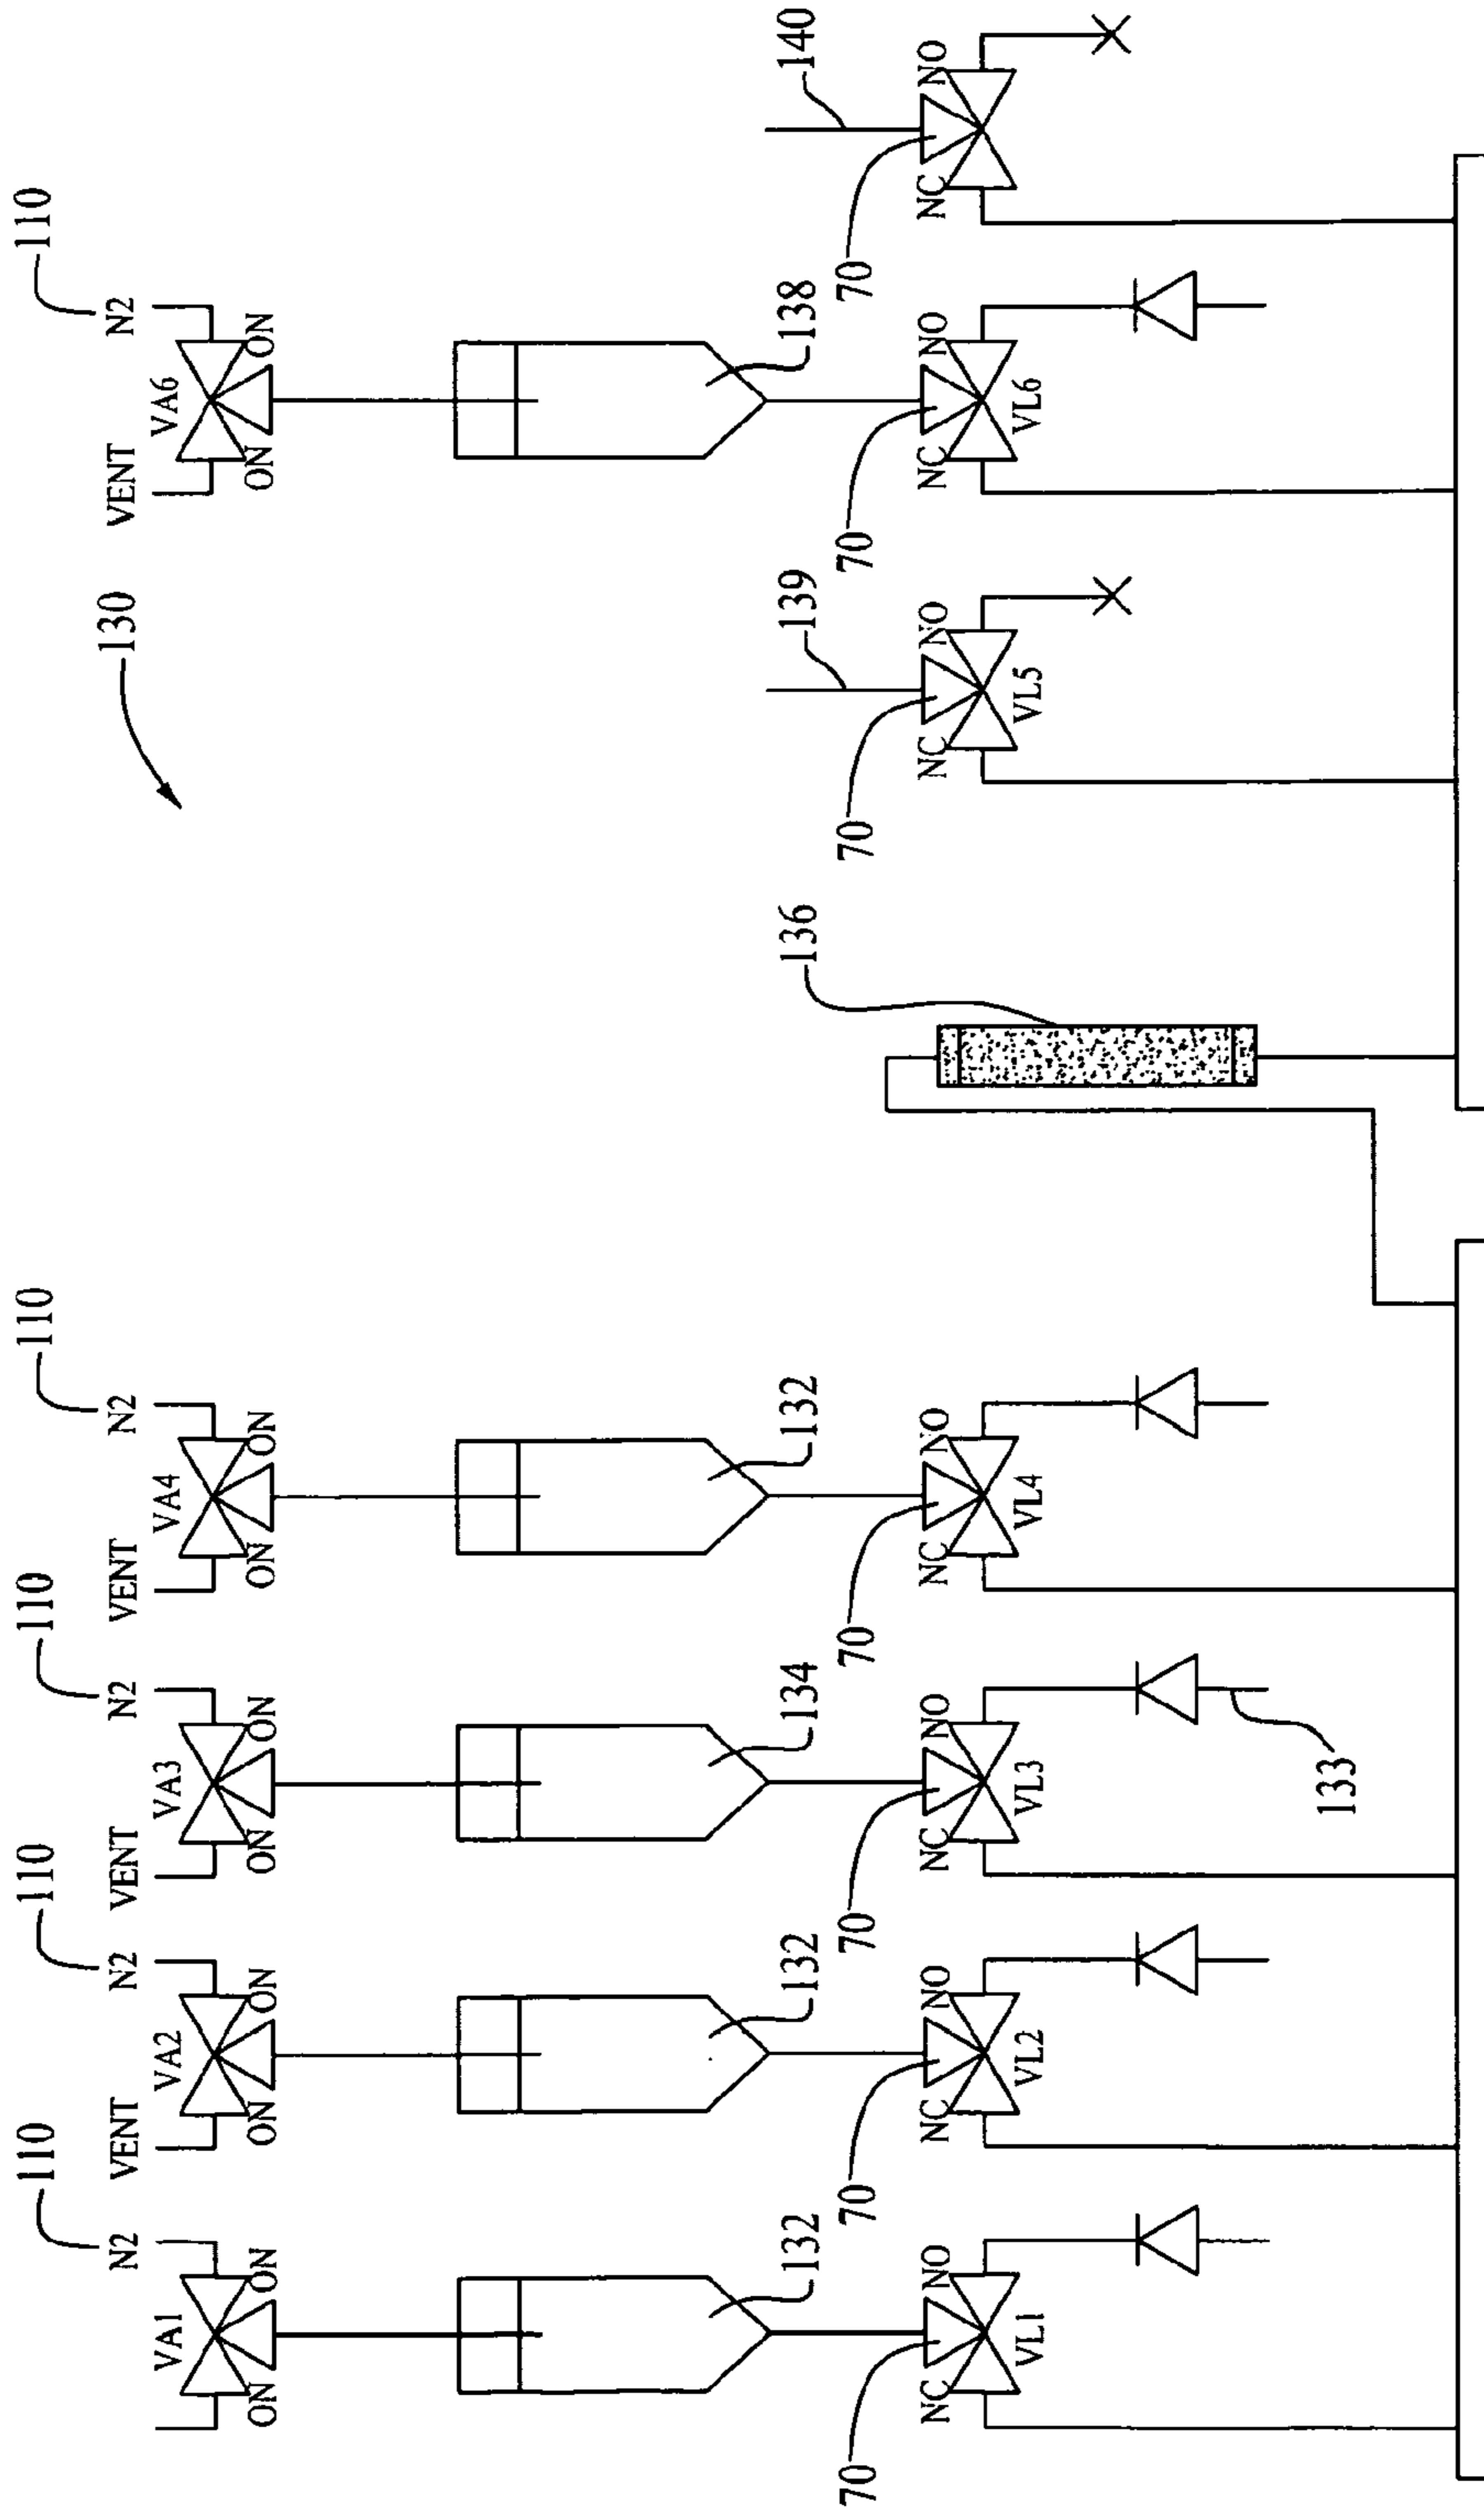 110 110 110 110 110
130
N2 VENT N2 VENT N2 VENT N2 VENT N2
VA1 VA2 VA3 VA4 VA6
ON ON ON ON ON ON ON ON ON ON
132 132 134 132 136 139 138 140
70 70 70 70 70 70 70
NC NO NC NO NC NO NC NO NC NO NC NO NC NO
VL1 VL2 VL3 VL4 VL5 VL6
133